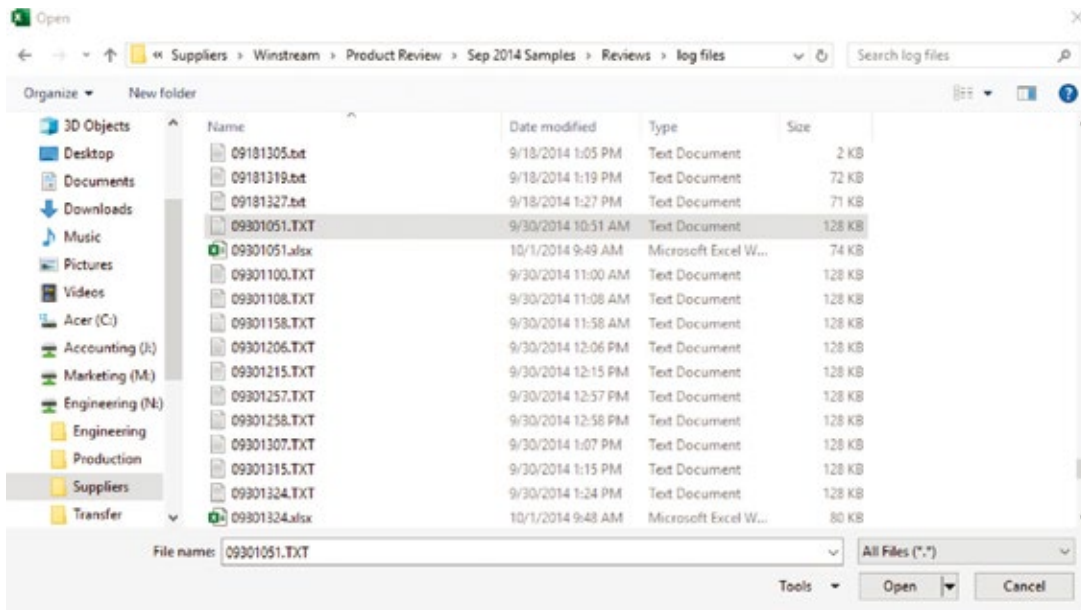 Open
« Suppliers › Winstream › Product Review › Sep 2014 Samples › Reviews › log files Search log files
Organize New folder
3D Objects
Desktop
Documents
Downloads
Music
Pictures
Videos
Acer (C:)
Accounting (J:)
Marketing (M:)
Engineering (N:)
Engineering
Production
Suppliers
Transfer
Name Date modified Type Size
09181305.txt 9/18/2014 1:05 PM Text Document 2 KB
09181319.txt 9/18/2014 1:19 PM Text Document 72 KB
09181327.txt 9/18/2014 1:27 PM Text Document 71 KB
09301051.TXT 9/30/2014 10:51 AM Text Document 128 KB
09301051.xlsx 10/1/2014 9:49 AM Microsoft Excel W... 74 KB
09301100.TXT 9/30/2014 11:00 AM Text Document 128 KB
09301108.TXT 9/30/2014 11:08 AM Text Document 128 KB
09301158.TXT 9/30/2014 11:58 AM Text Document 128 KB
09301206.TXT 9/30/2014 12:06 PM Text Document 128 KB
09301215.TXT 9/30/2014 12:15 PM Text Document 128 KB
09301257.TXT 9/30/2014 12:57 PM Text Document 128 KB
09301258.TXT 9/30/2014 12:58 PM Text Document 128 KB
09301307.TXT 9/30/2014 1:07 PM Text Document 128 KB
09301315.TXT 9/30/2014 1:15 PM Text Document 128 KB
09301324.TXT 9/30/2014 1:24 PM Text Document 128 KB
09301324.xlsx 10/1/2014 9:48 AM Microsoft Excel W... 80 KB
File name: 09301051.TXT All Files (*.*)
Tools Open Cancel